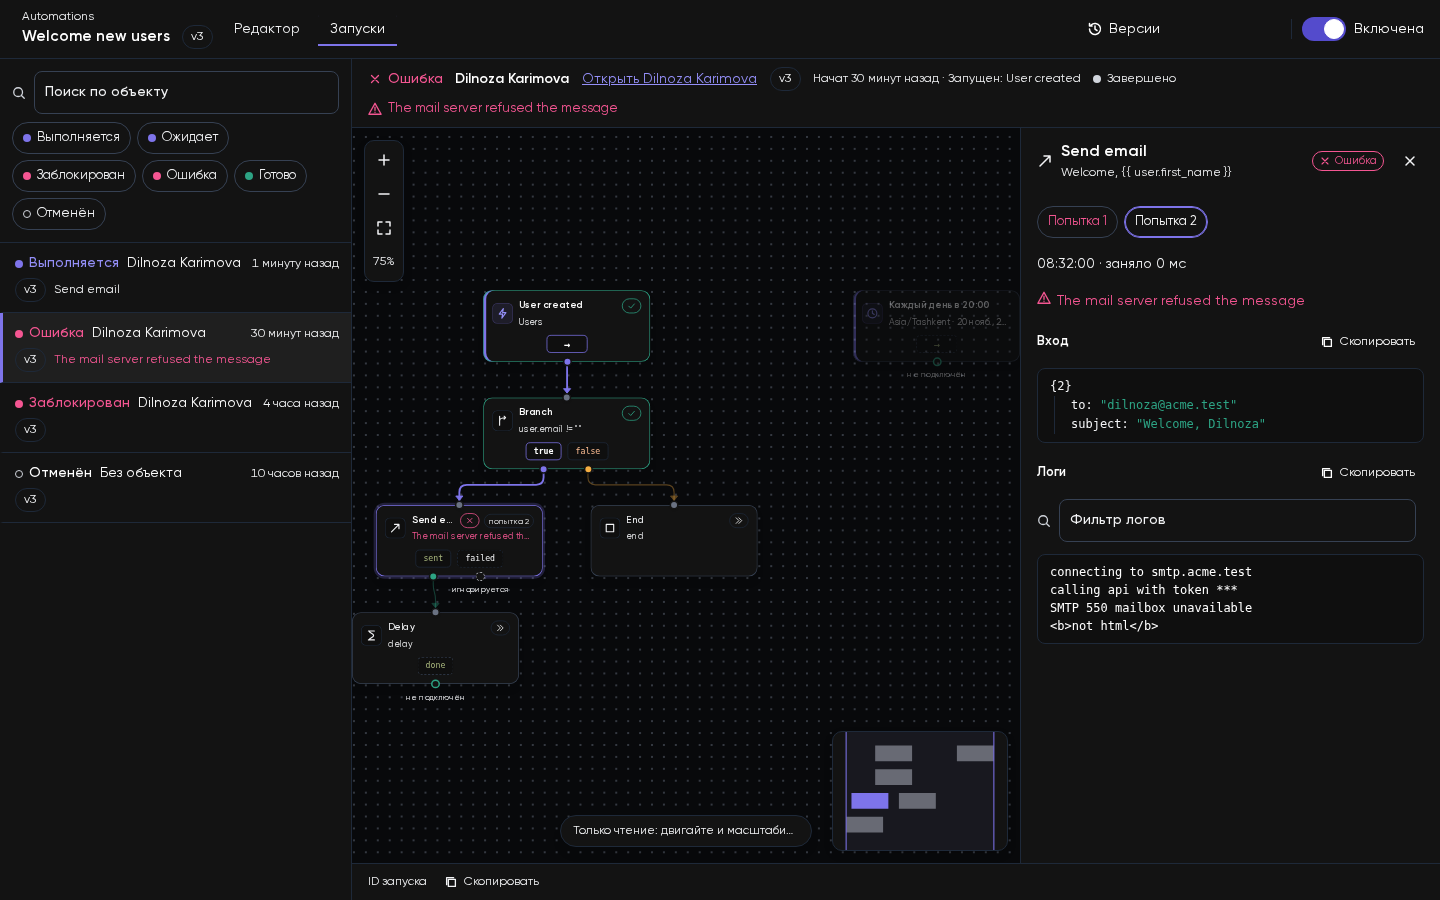 Automations
Welcome new users v3
Редактор
Запуски
Версии
Включена
Поиск по объекту
Выполняется
Ожидает
Заблокирован
Ошибка
Готово
Отменён
Выполняется Dilnoza Karimova 1 минуту назад
v3 Send email
Ошибка Dilnoza Karimova 30 минут назад
v3 The mail server refused the message
Заблокирован Dilnoza Karimova 4 часа назад
v3
Отменён Без объекта 10 часов назад
v3
Ошибка Dilnoza Karimova Открыть Dilnoza Karimova v3 Начат 30 минут назад · Запущен: User created Завершено
The mail server refused the message
75%
User created
Users
→
Каждый день в 20:00
Asia/Tashkent · 20 нояб., 2…
→
не подключён
Branch
user.email != ""
true
false
Send e… попытка 2
The mail server refused th…
sent
failed
игнорируется
End
end
Delay
delay
done
не подключён
Только чтение: двигайте и масштаби…
ID запуска
Скопировать
Send email
Welcome, {{ user.first_name }}
Ошибка
Попытка 1
Попытка 2
08:32:00 · заняло 0 мс
The mail server refused the message
Вход
Скопировать
{2}
to: "dilnoza@acme.test"
subject: "Welcome, Dilnoza"
Логи
Скопировать
Фильтр логов
connecting to smtp.acme.test
calling api with token ***
SMTP 550 mailbox unavailable
<b>not html</b>